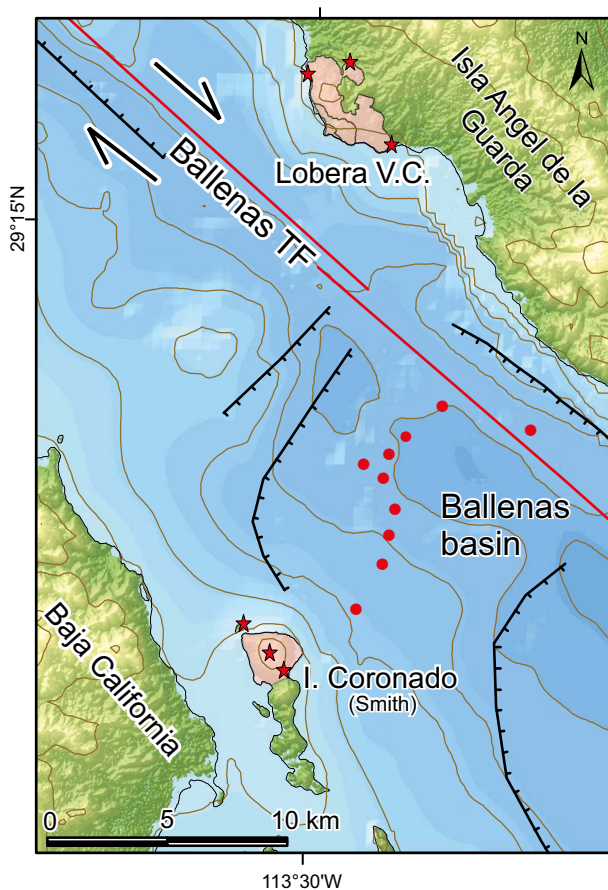 N
Isla Angel de la
Guarda
Lobera V.C.
Ballenas TF
29°15'N
Ballenas
basin
Baja California
I. Coronado
(Smith)
0 5 10 km
113°30'W